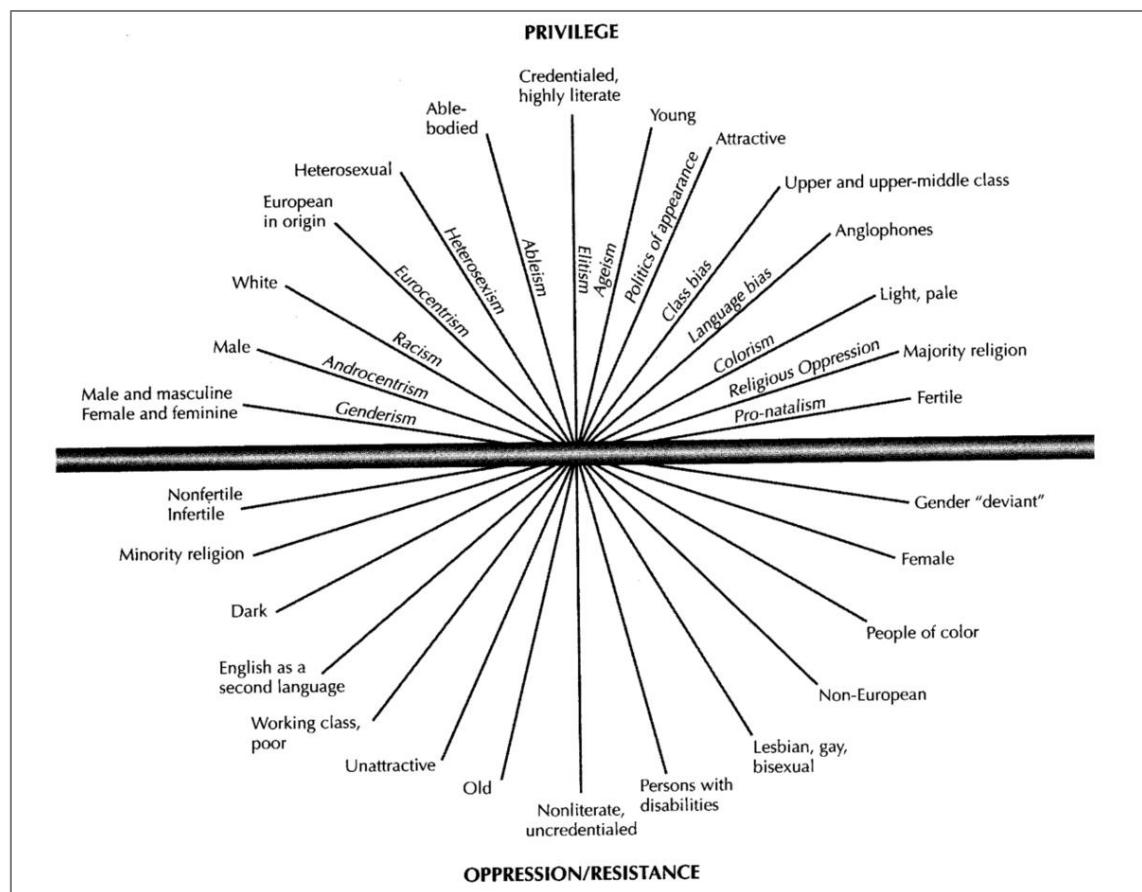 PRIVILEGE
Credentialed,
highly literate
Able-
bodied
Young
Attractive
Heterosexual
Upper and upper-middle class
European
in origin
Anglophones
White
Light, pale
Male
Majority religion
Male and masculine
Female and feminine
Fertile
Genderism
Androcentrism
Racism
Eurocentrism
Heterosexism
Ableism
Elitism
Ageism
Politics of appearance
Class bias
Language bias
Colorism
Religious Oppression
Pro-natalism
Nonfertile
Infertile
Gender “deviant”
Minority religion
Female
Dark
People of color
English as a
second language
Non-European
Working class,
poor
Lesbian, gay,
bisexual
Unattractive
Old
Persons with
disabilities
Nonliterate,
uncredentialed
OPPRESSION/RESISTANCE